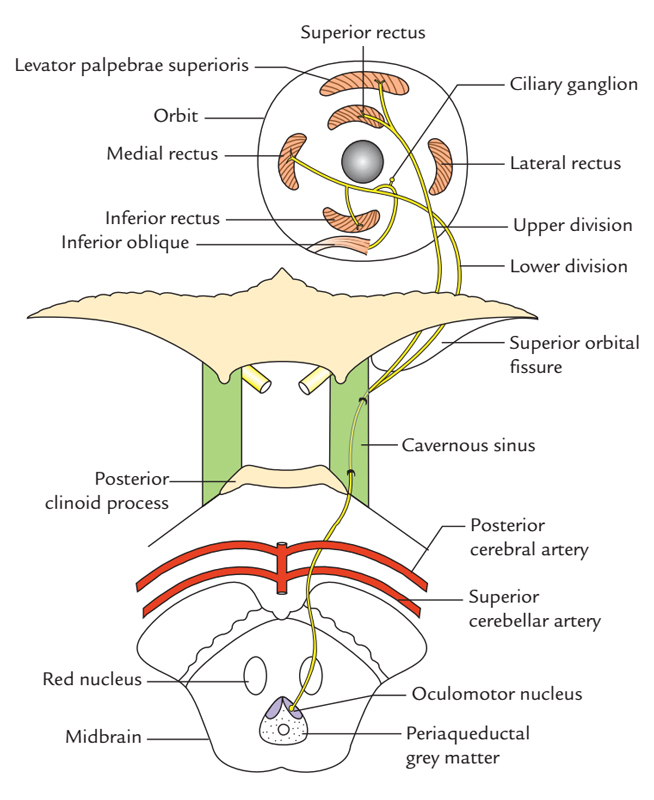 Superior rectus
Levator palpebrae superioris
Ciliary ganglion
Orbit
Medial rectus
Lateral rectus
Inferior rectus
Upper division
Inferior oblique
Lower division
Superior orbital
fissure
Cavernous sinus
Posterior
clinoid process
Posterior
cerebral artery
Superior
cerebellar artery
Red nucleus
Oculomotor nucleus
Midbrain
Periaqueductal
grey matter